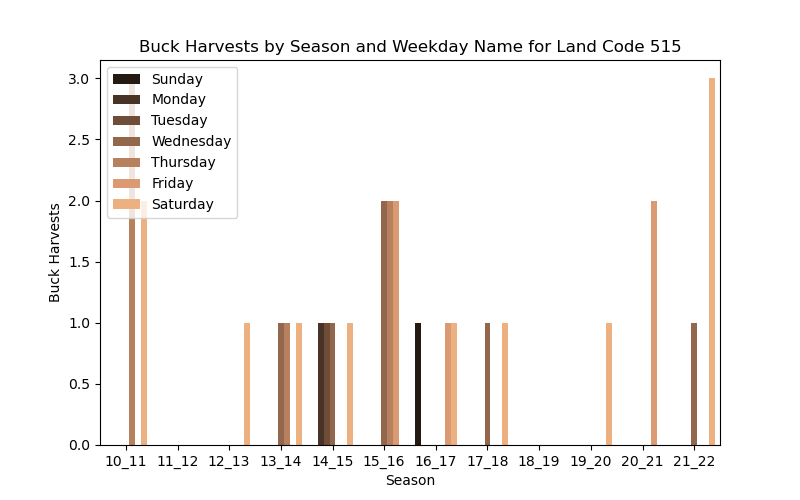 Buck Harvests by Season and Weekday Name for Land Code 515
Sunday
Monday
Tuesday
Wednesday
Thursday
Friday
Saturday
Buck Harvests
3.0
2.5
2.0
1.5
1.0
0.5
0.0
10_11 11_12 12_13 13_14 14_15 15_16 16_17 17_18 18_19 19_20 20_21 21_22
Season